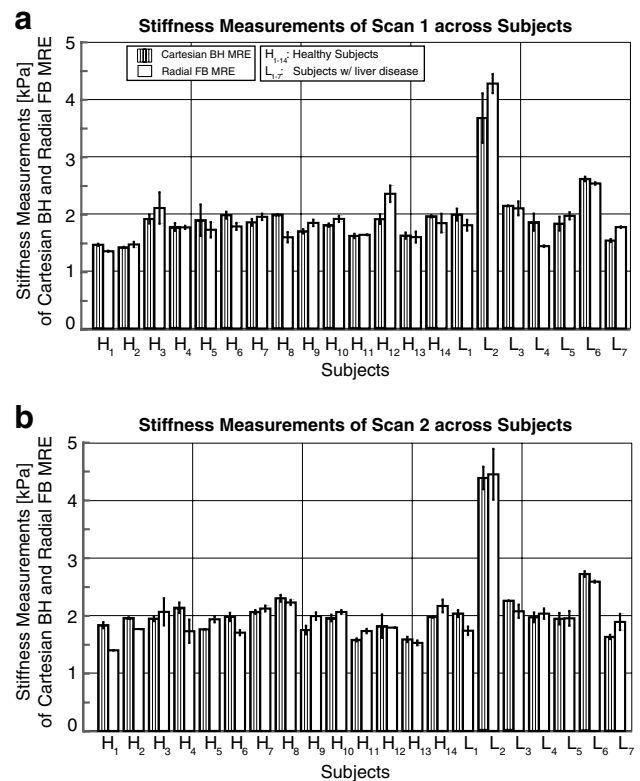 a
Stiffness Measurements of Scan 1 across Subjects
Stiffness Measurements [kPa]
of Cartesian BH and Radial FB MRE
5
4
3
2
1
0
Cartesian BH MRE
Radial FB MRE
H1-14: Healthy Subjects
L1-7: Subjects w/ liver disease
H1 H2 H3 H4 H5 H6 H7 H8 H9 H10 H11 H12 H13 H14 L1 L2 L3 L4 L5 L6 L7
Subjects
b
Stiffness Measurements of Scan 2 across Subjects
Stiffness Measurements [kPa]
of Cartesian BH and Radial FB MRE
5
4
3
2
1
0
H1 H2 H3 H4 H5 H6 H7 H8 H9 H10 H11 H12 H13 H14 L1 L2 L3 L4 L5 L6 L7
Subjects